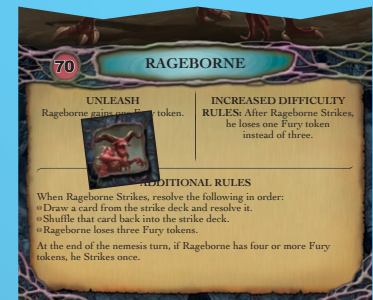 70
RAGEBORNE
UNLEASH
Rageborne gains one Fury token.
INCREASED DIFFICULTY
RULES: After Rageborne Strikes,
he loses one Fury token
instead of three.
ADDITIONAL RULES
When Rageborne Strikes, resolve the following in order:
Draw a card from the strike deck and resolve it.
Shuffle that card back into the strike deck.
Rageborne loses three Fury tokens.
At the end of the nemesis turn, if Rageborne has four or more Fury
tokens, he Strikes once.